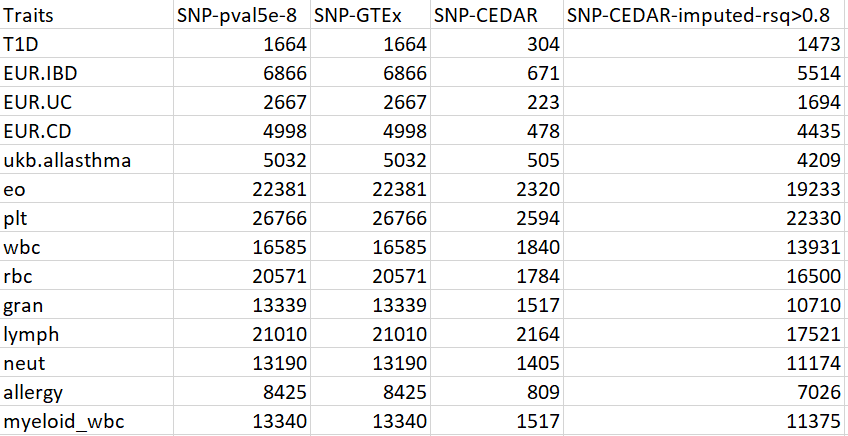 Traits SNP-pval5e-8 SNP-GTEx SNP-CEDAR SNP-CEDAR-imputed-rsq>0.8
T1D 1664 1664 304 1473
EUR.IBD 6866 6866 671 5514
EUR.UC 2667 2667 223 1694
EUR.CD 4998 4998 478 4435
ukb.allasthma 5032 5032 505 4209
eo 22381 22381 2320 19233
plt 26766 26766 2594 22330
wbc 16585 16585 1840 13931
rbc 20571 20571 1784 16500
gran 13339 13339 1517 10710
lymph 21010 21010 2164 17521
neut 13190 13190 1405 11174
allergy 8425 8425 809 7026
myeloid_wbc 13340 13340 1517 11375